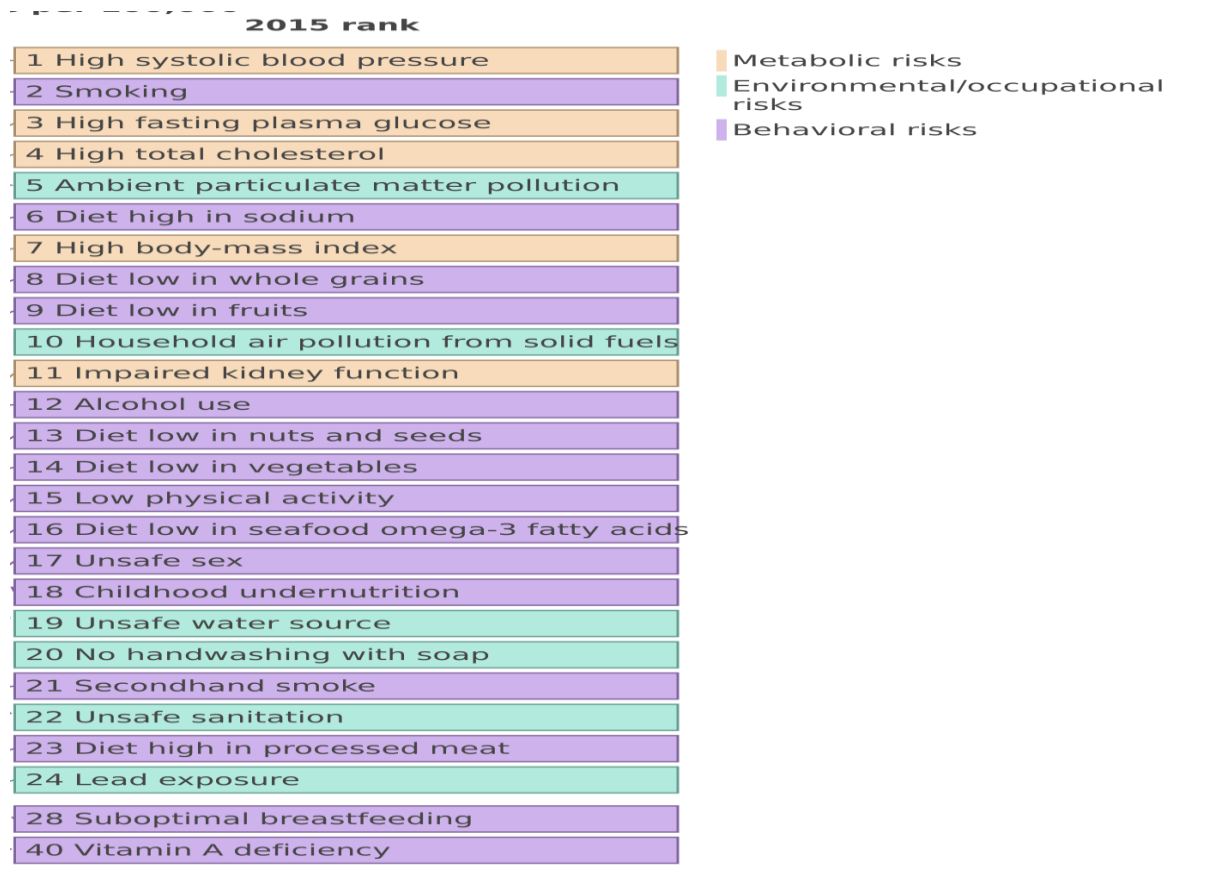 2015 rank
1 High systolic blood pressure
2 Smoking
3 High fasting plasma glucose
4 High total cholesterol
5 Ambient particulate matter pollution
6 Diet high in sodium
7 High body-mass index
8 Diet low in whole grains
9 Diet low in fruits
10 Household air pollution from solid fuels
11 Impaired kidney function
12 Alcohol use
13 Diet low in nuts and seeds
14 Diet low in vegetables
15 Low physical activity
16 Diet low in seafood omega-3 fatty acids
17 Unsafe sex
18 Childhood undernutrition
19 Unsafe water source
20 No handwashing with soap
21 Secondhand smoke
22 Unsafe sanitation
23 Diet high in processed meat
24 Lead exposure
28 Suboptimal breastfeeding
40 Vitamin A deficiency
Metabolic risks
Environmental/occupational
risks
Behavioral risks